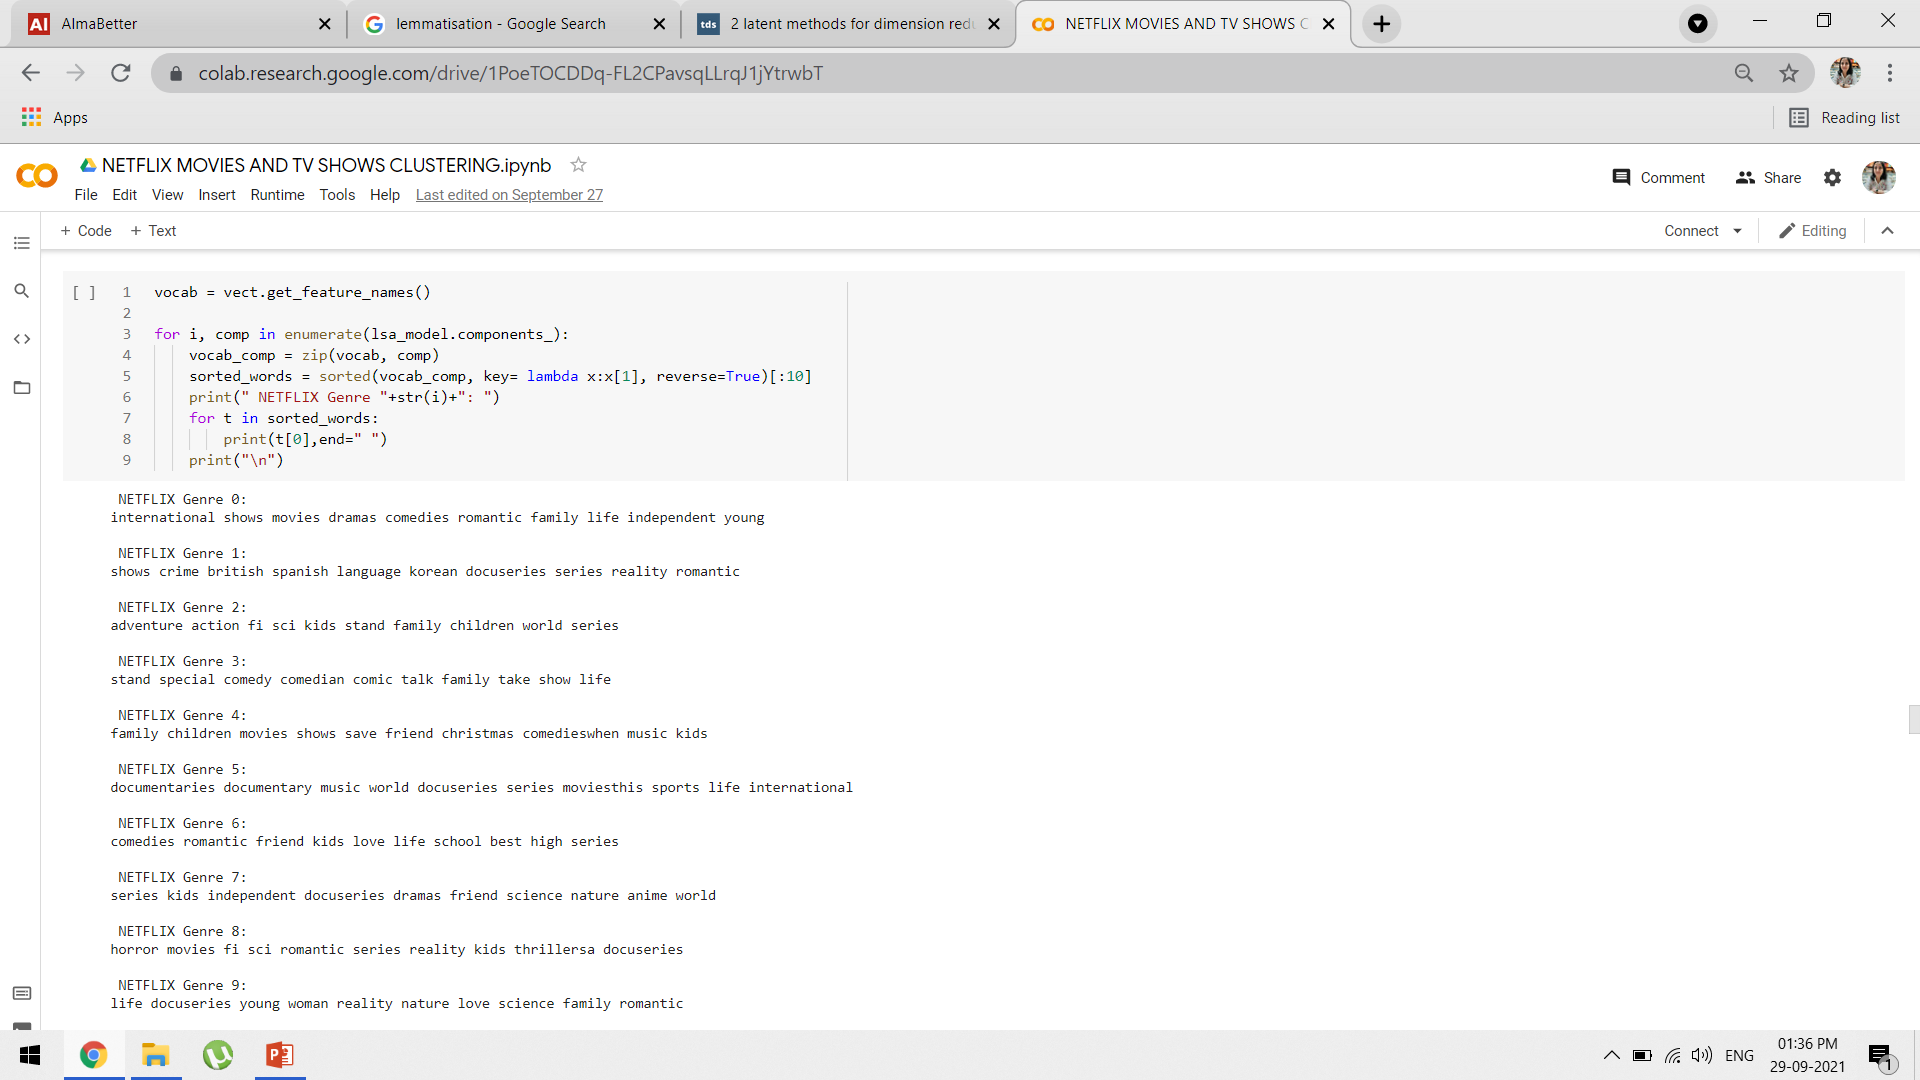 AlmaBetter
lemmatisation - Google Search
tds 2 latent methods for dimension redu
NETFLIX MOVIES AND TV SHOWS C
colab.research.google.com/drive/1PoeTOCDDq-FL2CPavsqLLrqJ1jYtrwbT
Apps
Reading list
NETFLIX MOVIES AND TV SHOWS CLUSTERING.ipynb
File Edit View Insert Runtime Tools Help Last edited on September 27
Comment Share
+ Code + Text
Connect Editing
[ ] 1 vocab = vect.get_feature_names()
2
3 for i, comp in enumerate(lsa_model.components_):
4 vocab_comp = zip(vocab, comp)
5 sorted_words = sorted(vocab_comp, key= lambda x:x[1], reverse=True)[:10]
6 print(" NETFLIX Genre "+str(i)+": ")
7 for t in sorted_words:
8 print(t[0],end=" ")
9 print("\n")
NETFLIX Genre 0:
international shows movies dramas comedies romantic family life independent young
NETFLIX Genre 1:
shows crime british spanish language korean docuseries series reality romantic
NETFLIX Genre 2:
adventure action fi sci kids stand family children world series
NETFLIX Genre 3:
stand special comedy comedian comic talk family take show life
NETFLIX Genre 4:
family children movies shows save friend christmas comedieswhen music kids
NETFLIX Genre 5:
documentaries documentary music world docuseries series moviesthis sports life international
NETFLIX Genre 6:
comedies romantic friend kids love life school best high series
NETFLIX Genre 7:
series kids independent docuseries dramas friend science nature anime world
NETFLIX Genre 8:
horror movies fi sci romantic series reality kids thrillersa docuseries
NETFLIX Genre 9:
life docuseries young woman reality nature love science family romantic
ENG
01:36 PM
29-09-2021
1